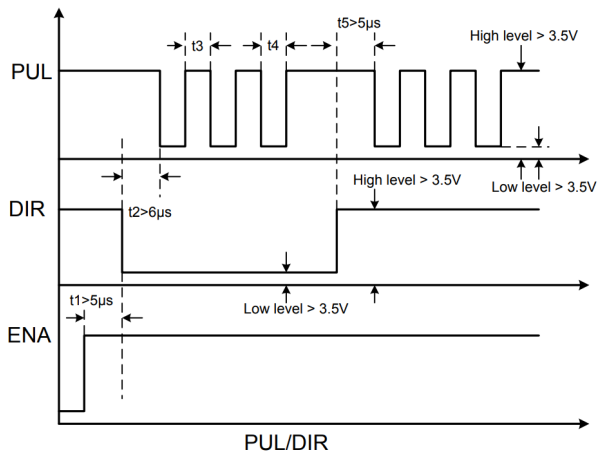 t5>5μs
t3
t4
High level > 3.5V
PUL
High level > 3.5V
Low level > 3.5V
DIR
t2>6μs
t1>5μs
Low level > 3.5V
ENA
PUL/DIR